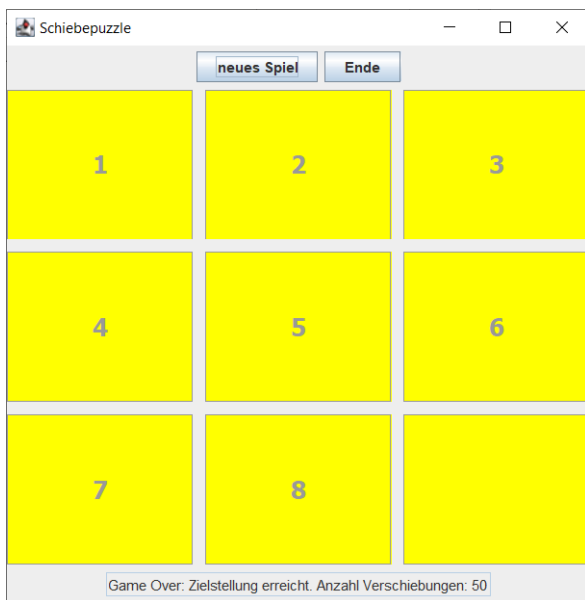 Schiebepuzzle
neues Spiel Ende
1 2 3
4 5 6
7 8
Game Over: Zielstellung erreicht. Anzahl Verschiebungen: 50